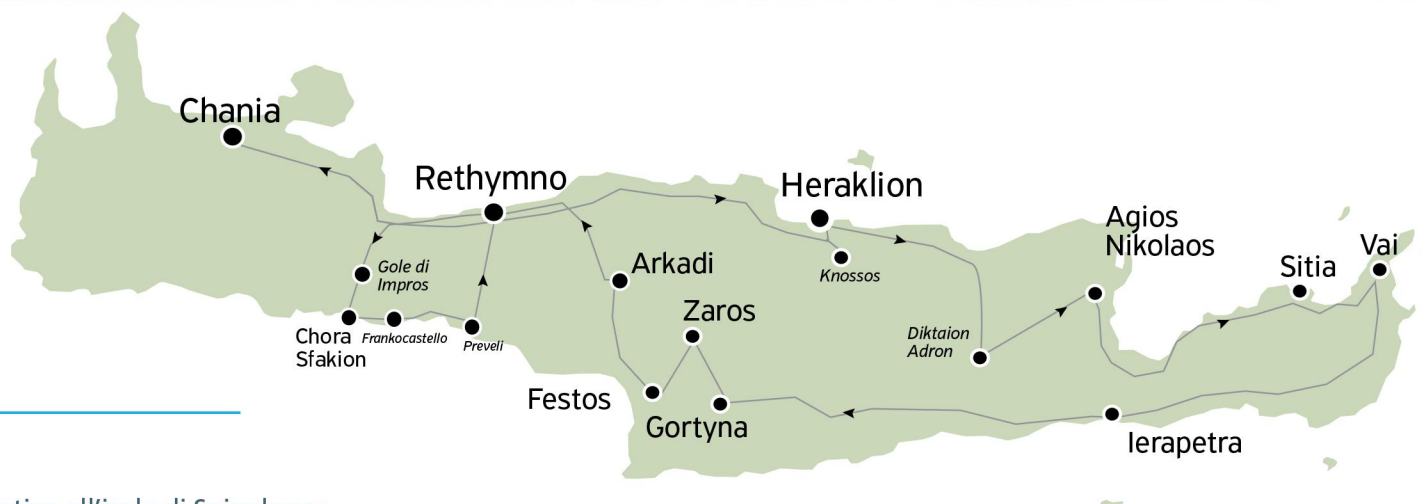 Chania
Rethymno
Heraklion
Agios
Nikolaos
Vai
Sitia
Arkadi
Gole di
Impros
Knossos
Zaros
Chora
Sfakion
Frankocastello
Preveli
Diktaion
Adron
Festos
Gortyna
Ierapetra